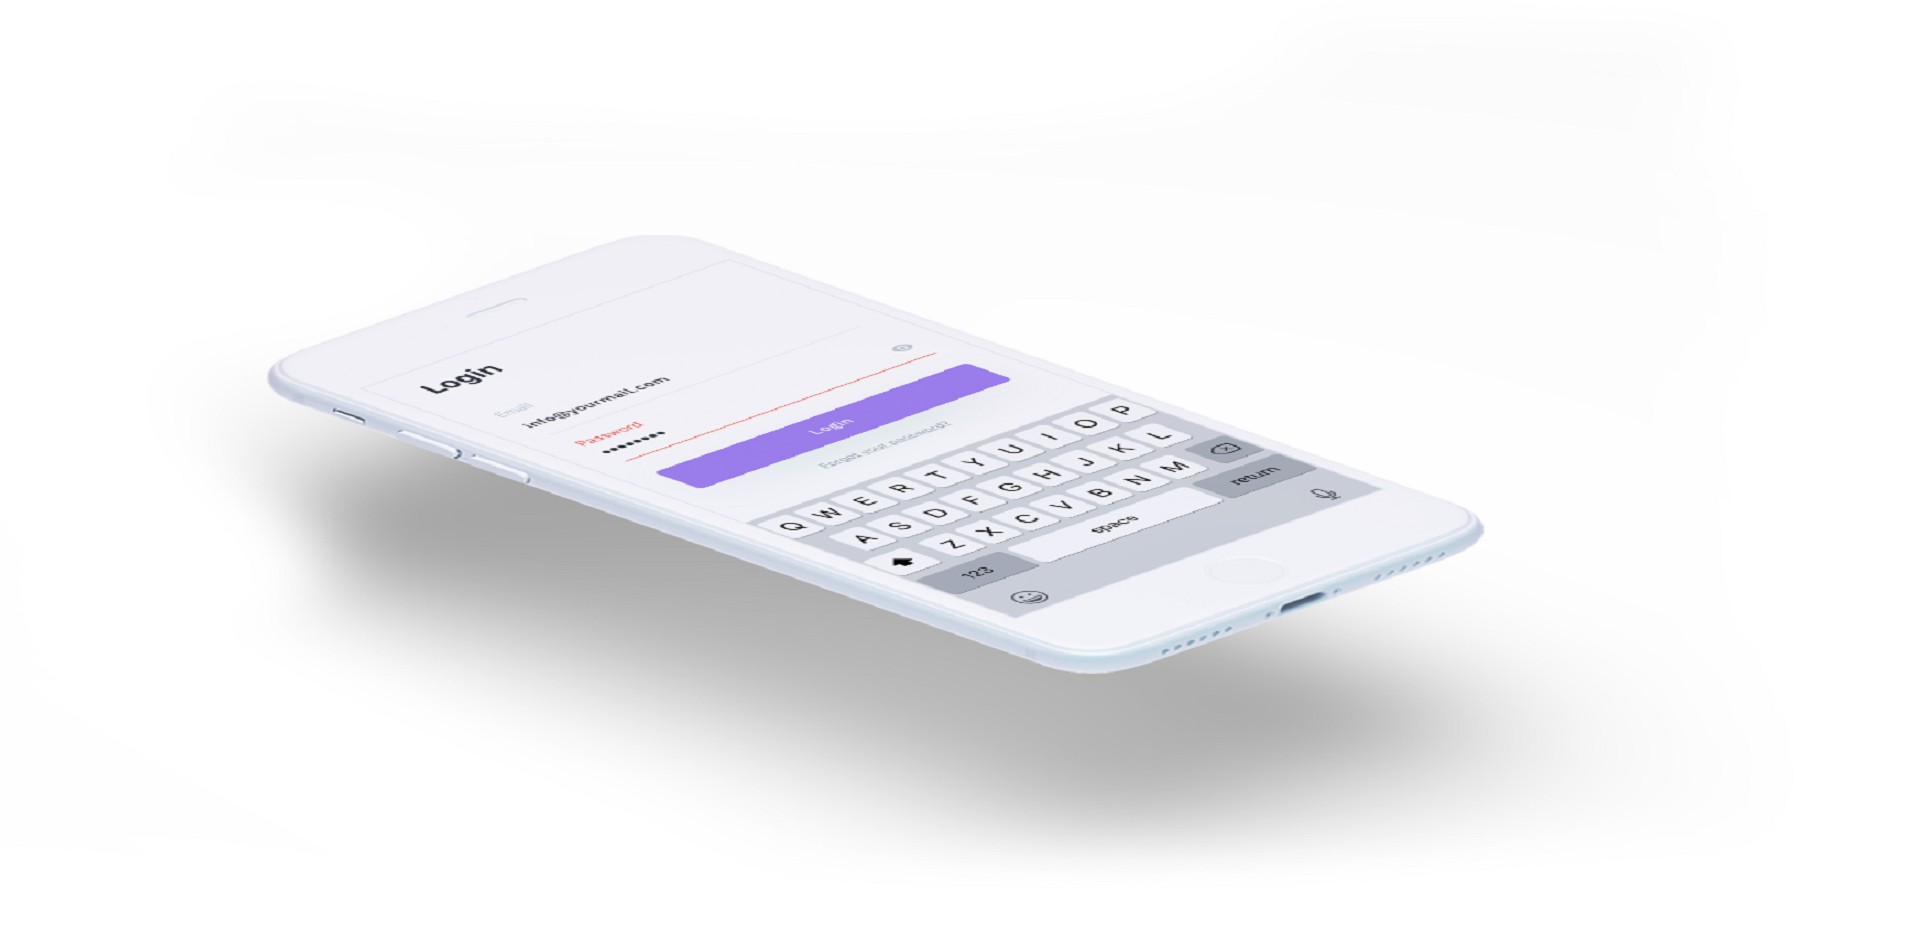 Login
Email
info@yourmail.com
Password
Login
Forgot your password?
Q W E R T Y U I O P
A S D F G H J K L
Z X C V B N M
123 space return